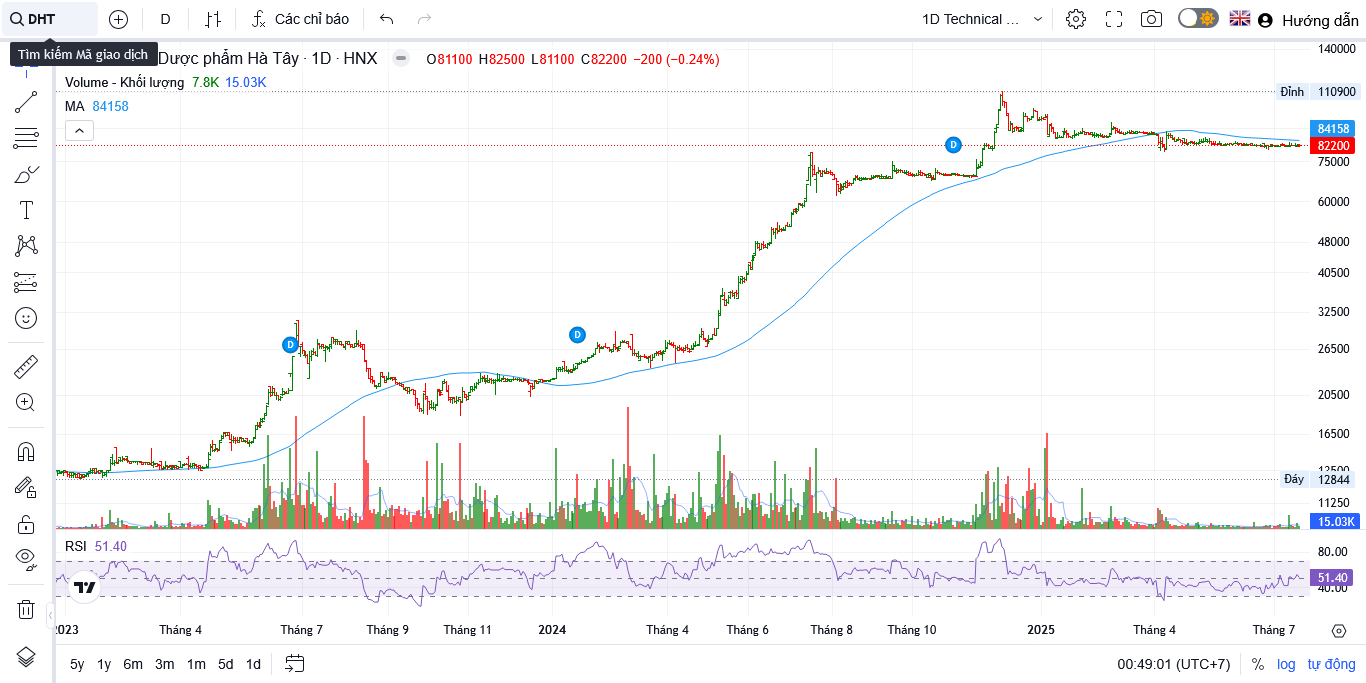 DHT
D
Các chỉ báo
1D Technical ...
Hướng dẫn
Tìm kiếm Mã giao dịch
Dược phẩm Hà Tây · 1D · HNX
O81100 H82500 L81100 C82200 −200 (−0.24%)
Volume - Khối lượng 7.8K 15.03K
MA 84158
140000
Đỉnh 110900
84158
82200
75000
60000
48000
40500
32500
26500
20500
16500
12500
Đáy 12844
11250
15.03K
D
D
D
RSI 51.40
80.00
51.40
40.00
2023 Tháng 4 Tháng 7 Tháng 9 Tháng 11 2024 Tháng 4 Tháng 6 Tháng 8 Tháng 10 2025 Tháng 4 Tháng 7
5y 1y 6m 3m 1m 5d 1d
00:49:01 (UTC+7) % log tự động